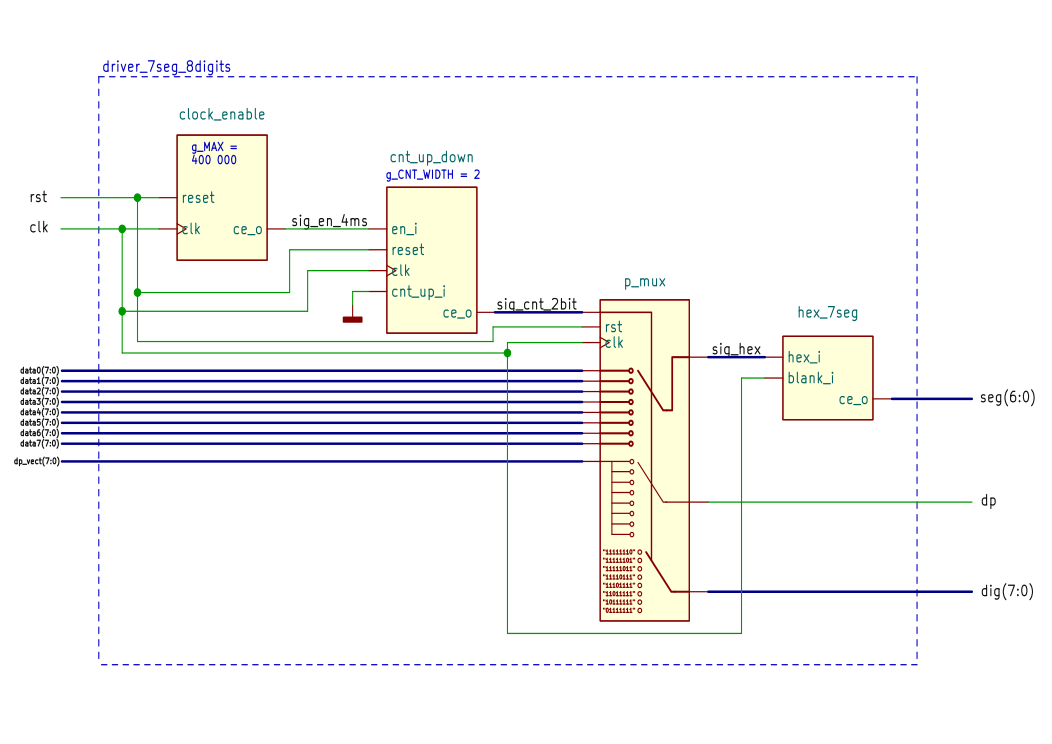 driver_7seg_8digits
clock_enable
g_MAX =
400 000
reset
clk
ce_o
rst
clk
cnt_up_down
g_CNT_WIDTH = 2
sig_en_4ms
en_i
reset
clk
cnt_up_i
ce_o
sig_cnt_2bit
p_mux
rst
clk
sig_hex
hex_7seg
hex_i
blank_i
ce_o
seg(6:0)
data0(7:0)
data1(7:0)
data2(7:0)
data3(7:0)
data4(7:0)
data5(7:0)
data6(7:0)
data7(7:0)
dp_vect(7:0)
dp
"11111110"
"11111101"
"11111011"
"11110111"
"11101111"
"11011111"
"10111111"
"01111111"
dig(7:0)